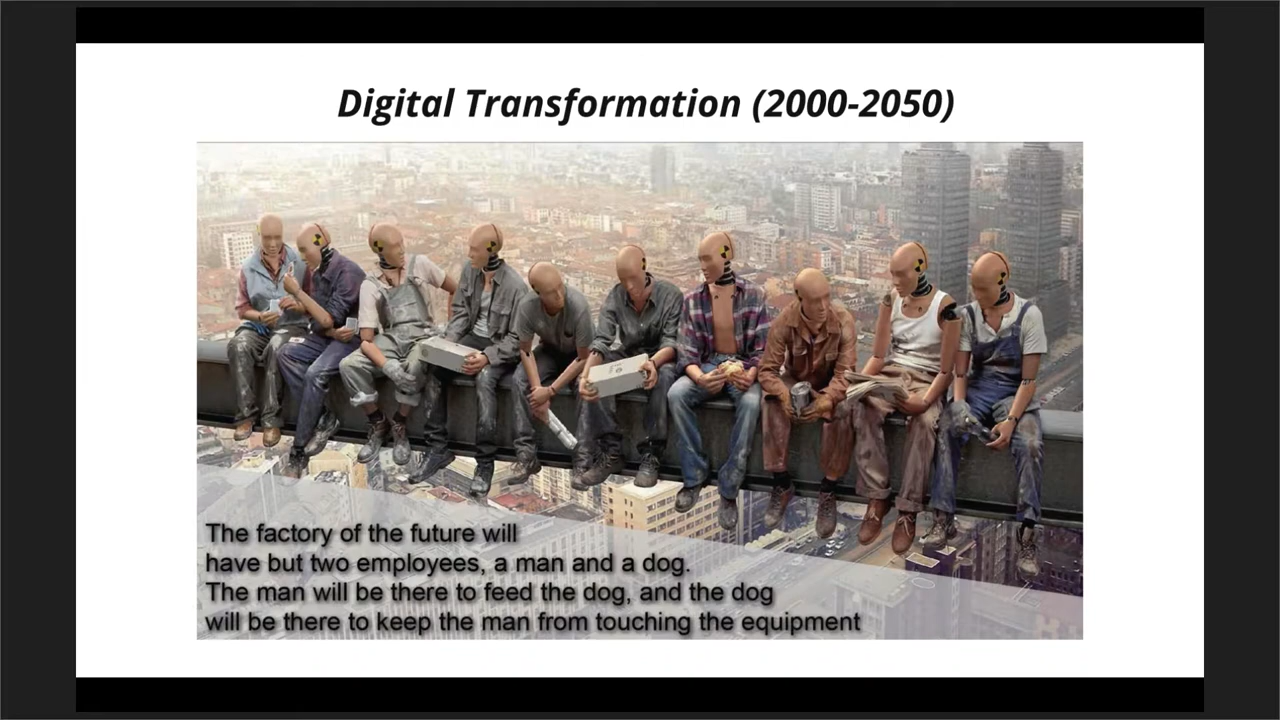 Digital Transformation (2000-2050)
The factory of the future will
have but two employees, a man and a dog.
The man will be there to feed the dog, and the dog
will be there to keep the man from touching the equipment